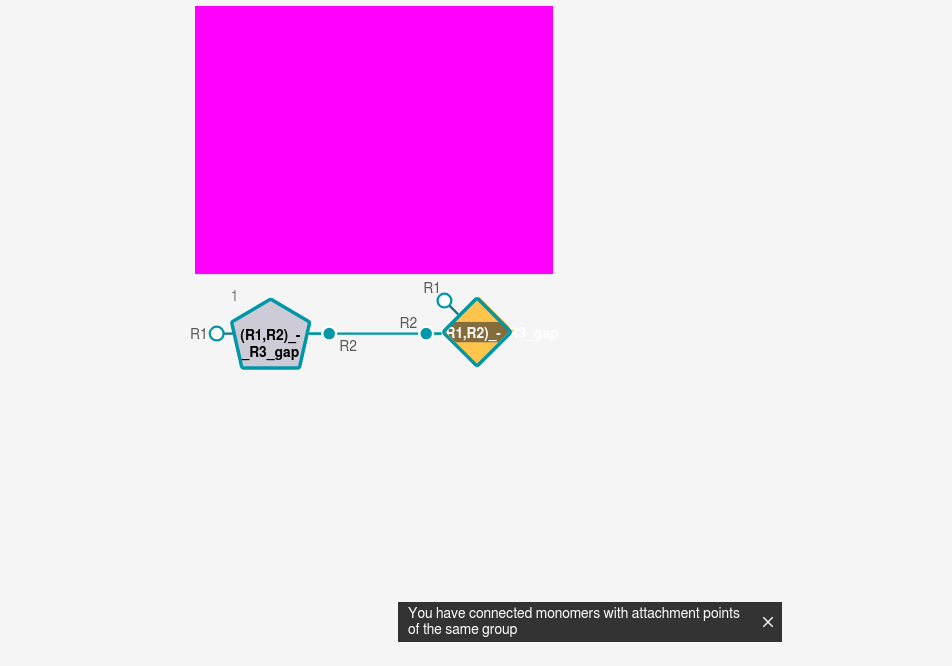 R1
1
R1 R2
(R1,R2)_-
_R3_gap
R2
R1,R2)_- R3_gap
You have connected monomers with attachment points
of the same group